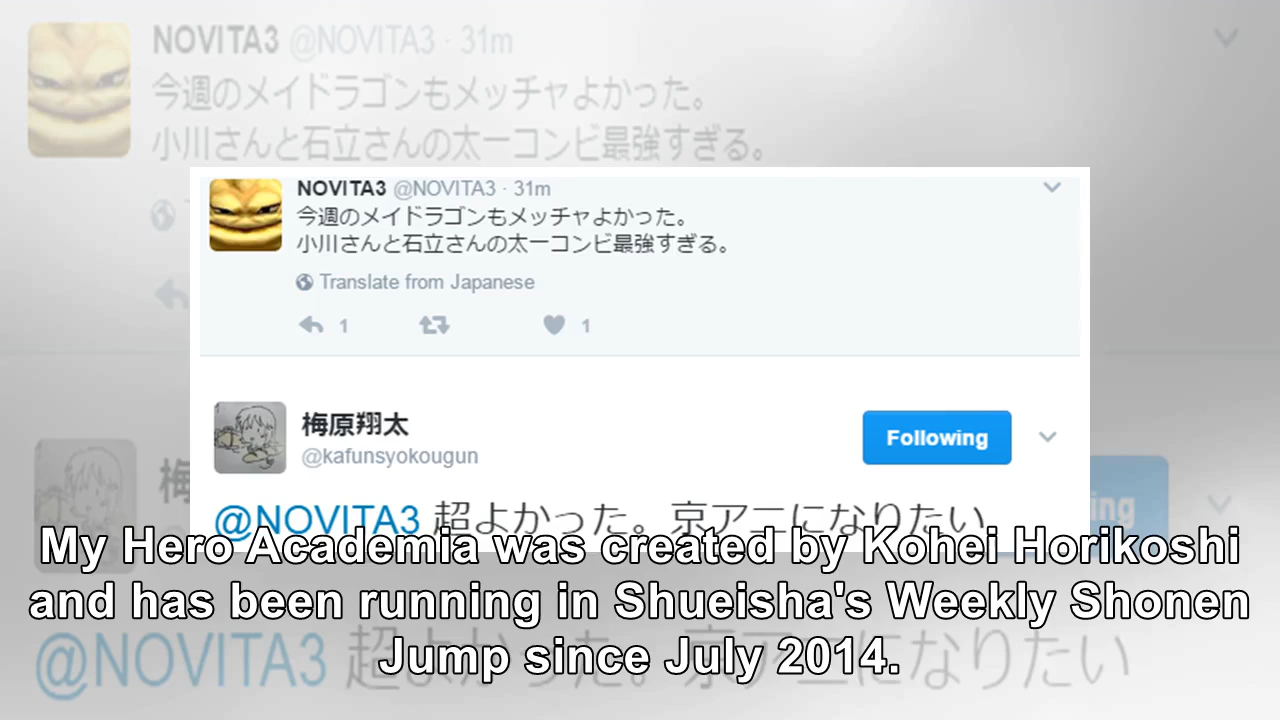 NOVITA3 @NOVITA3 · 31m
今週のメイドラゴンもメッチャよかった。
小川さんと石立さんの太一コンビ最強すぎる。
NOVITA3 @NOVITA3 · 31m
今週のメイドラゴンもメッチャよかった。
小川さんと石立さんの太一コンビ最強すぎる。
Translate from Japanese
1 1
梅原翔太
@kafunsyokougun
Following
@NOVITA3 超よかった。京アニになりたい
My Hero Academia was created by Kohei Horikoshi
and has been running in Shueisha's Weekly Shonen
Jump since July 2014.
@NOVITA3 超よかった。京アニになりたい